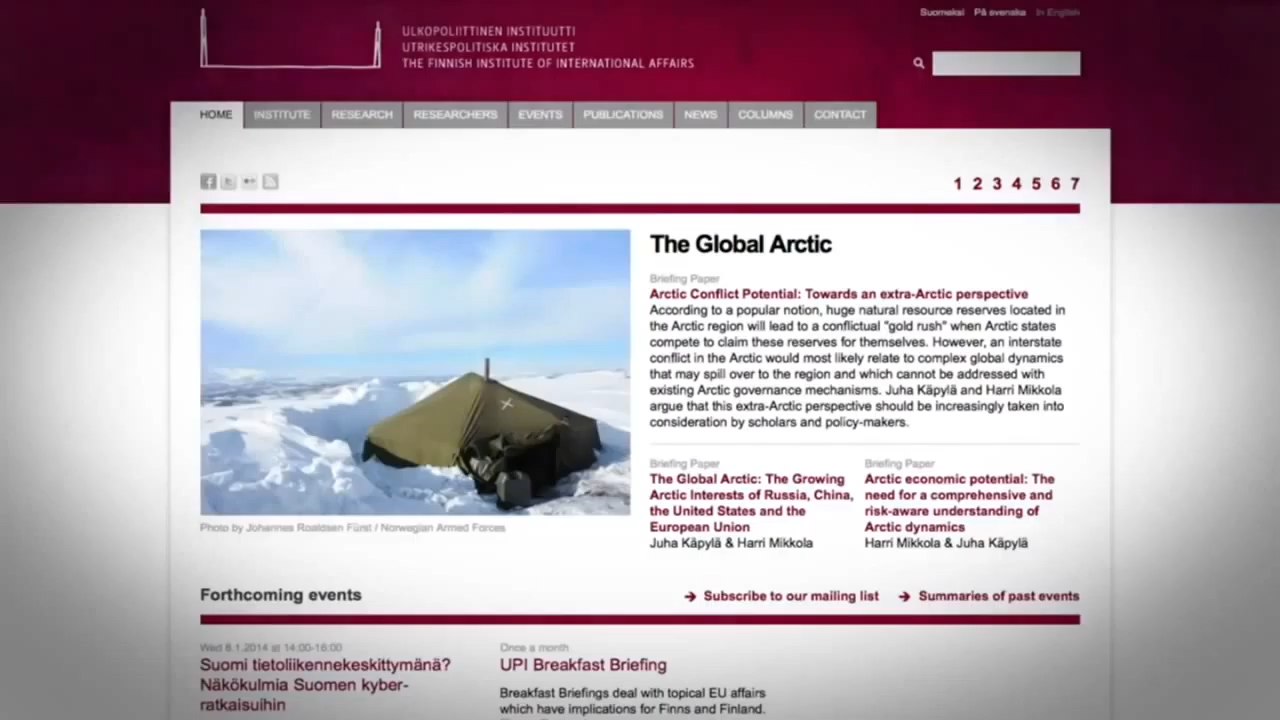 Suomeksi På svenska In English
ULKOPOLIITTINEN INSTITUUTTI
UTRIKESPOLITISKA INSTITUTET
THE FINNISH INSTITUTE OF INTERNATIONAL AFFAIRS
HOME INSTITUTE RESEARCH RESEARCHERS EVENTS PUBLICATIONS NEWS COLUMNS CONTACT
1 2 3 4 5 6 7
The Global Arctic
Briefing Paper
Arctic Conflict Potential: Towards an extra-Arctic perspective
According to a popular notion, huge natural resource reserves located in
the Arctic region will lead to a conflictual "gold rush" when Arctic states
compete to claim these reserves for themselves. However, an interstate
conflict in the Arctic would most likely relate to complex global dynamics
that may spill over to the region and which cannot be addressed with
existing Arctic governance mechanisms. Juha Käpylä and Harri Mikkola
argue that this extra-Arctic perspective should be increasingly taken into
consideration by scholars and policy-makers.
Photo by Johannes Roaldsen Fürst / Norwegian Armed Forces
Briefing Paper
The Global Arctic: The Growing
Arctic Interests of Russia, China,
the United States and the
European Union
Juha Käpylä & Harri Mikkola
Briefing Paper
Arctic economic potential: The
need for a comprehensive and
risk-aware understanding of
Arctic dynamics
Harri Mikkola & Juha Käpylä
Forthcoming events
Subscribe to our mailing list
Summaries of past events
Wed 8.1.2014 at 14:00-16:00
Suomi tietoliikennekeskittymänä?
Näkökulmia Suomen kyber-
ratkaisuihin
Once a month
UPI Breakfast Briefing
Breakfast Briefings deal with topical EU affairs
which have implications for Finns and Finland.